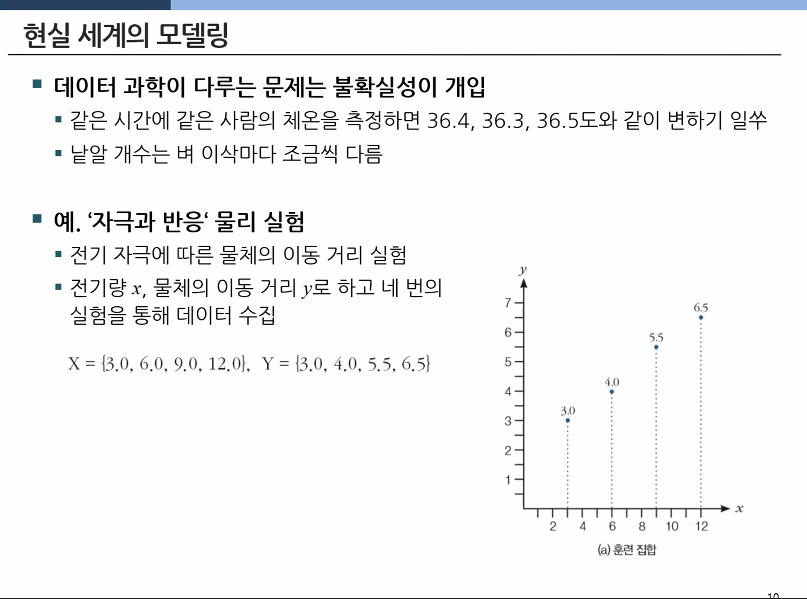 현실 세계의 모델링
데이터 과학이 다루는 문제는 불확실성이 개입
같은 시간에 같은 사람의 체온을 측정하면 36.4, 36.3, 36.5도와 같이 변하기 일쑤
낱알 개수는 벼 이삭마다 조금씩 다름
예. ‘자극과 반응‘ 물리 실험
전기 자극에 따른 물체의 이동 거리 실험
전기량 x, 물체의 이동 거리 y로 하고 네 번의
실험을 통해 데이터 수집
X = {3.0, 6.0, 9.0, 12.0}, Y = {3.0, 4.0, 5.5, 6.5}
y
7
6.5
6
5.5
5
4
4.0
3
3.0
2
1
x
2 4 6 8 10 12
(a) 훈련 집합